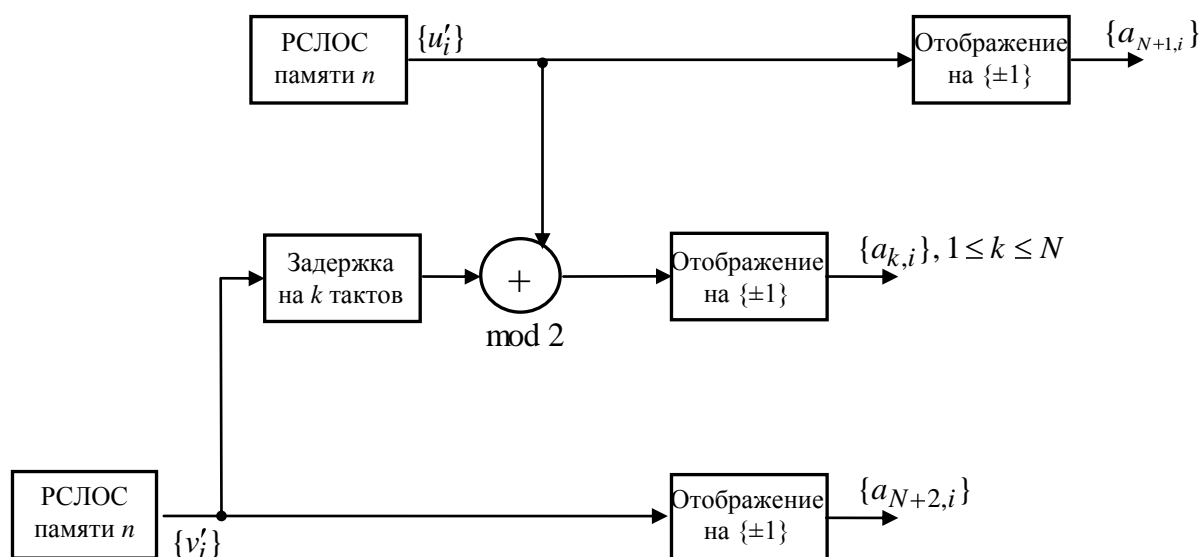 РСЛОС
памяти n
{u′_i}
Отображение
на {±1}
{a_{N+1,i}}
Задержка
на k тактов
+
mod 2
Отображение
на {±1}
{a_{k,i}}, 1 ≤ k ≤ N
РСЛОС
памяти n
{v′_i}
Отображение
на {±1}
{a_{N+2,i}}